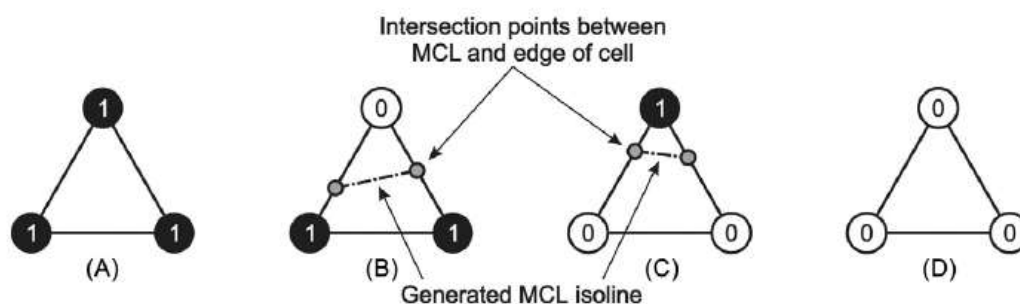 Intersection points between
MCL and edge of cell
1
0
1
0
1 1
1 1
0 0
0 0
(A) (B) (C) (D)
Generated MCL isoline